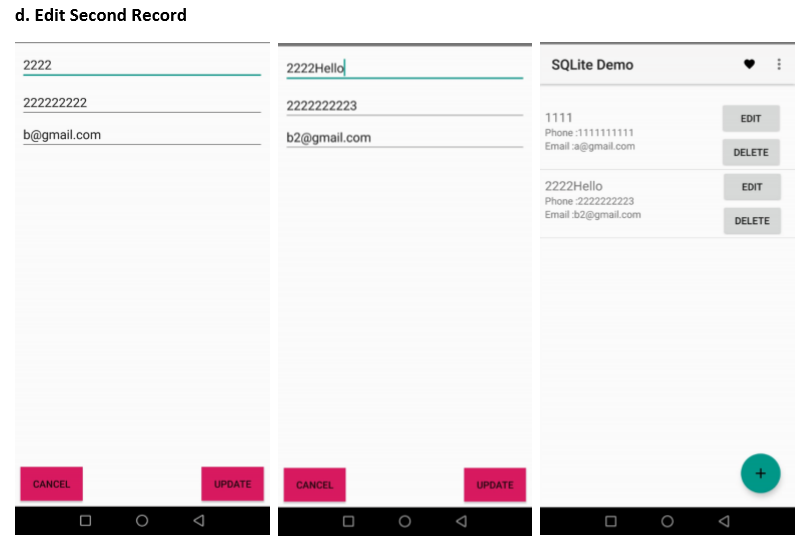 d. Edit Second Record
2222
222222222
b@gmail.com
CANCEL
UPDATE
2222Hello
2222222223
b2@gmail.com
CANCEL
UPDATE
SQLite Demo
1111
Phone :1111111111
Email :a@gmail.com
EDIT
DELETE
2222Hello
Phone :2222222223
Email :b2@gmail.com
EDIT
DELETE
+